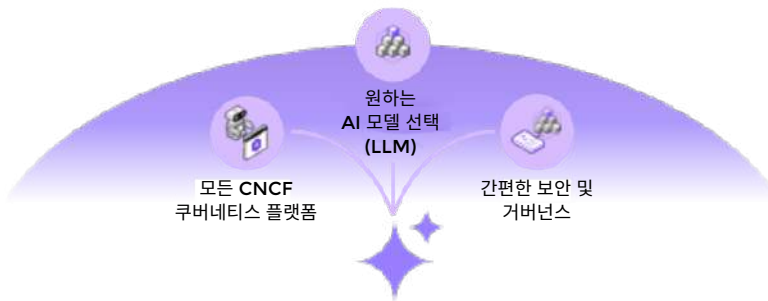 원하는
AI 모델 선택
(LLM)
모든 CNCF
쿠버네티스 플랫폼
간편한 보안 및
거버넌스